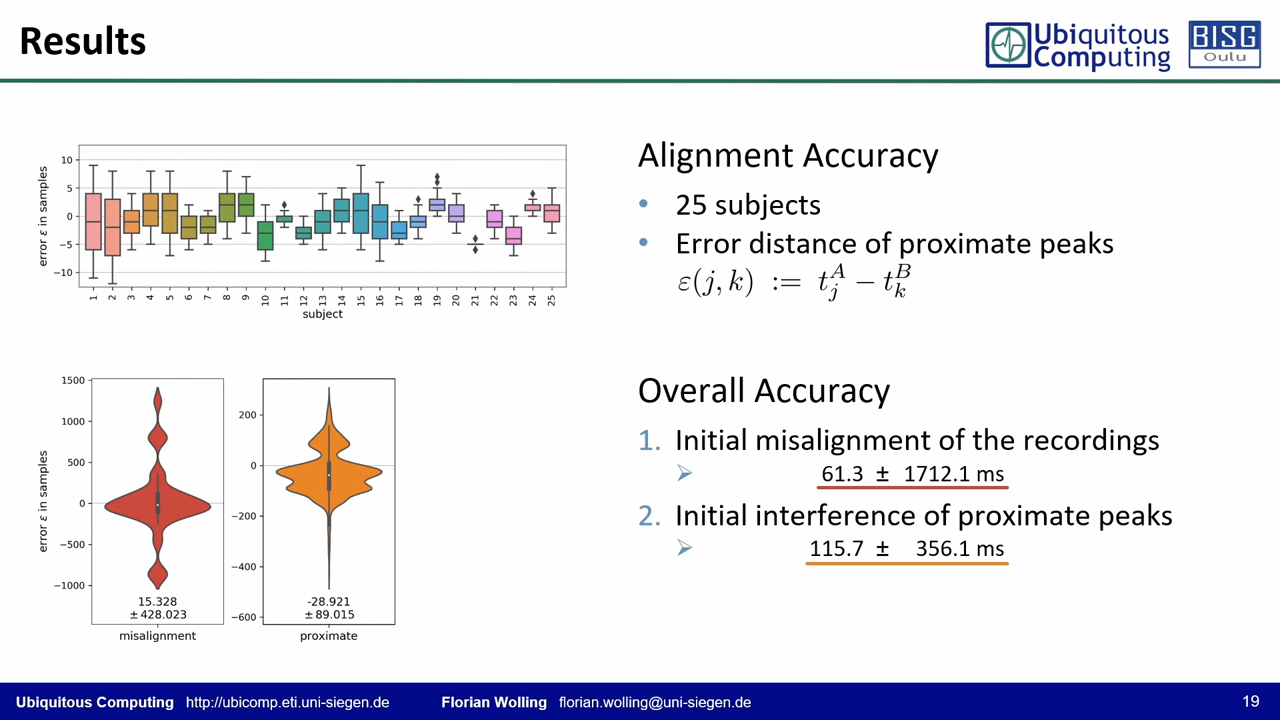 Results
Ubiquitous
Computing
BISG
Oulu
10
5
0
−5
−10
error ε in samples
1 2 3 4 5 6 7 8 9 10 11 12 13 14 15 16 17 18 19 20 21 22 23 24 25
subject
Alignment Accuracy
• 25 subjects
• Error distance of proximate peaks
ε(j, k) := t_j^A − t_k^B
1500
1000
500
0
−500
−1000
error ε in samples
15.328
±428.023
misalignment
200
0
−200
−400
−600
-28.921
±89.015
proximate
Overall Accuracy
1. Initial misalignment of the recordings
➢ 61.3 ± 1712.1 ms
2. Initial interference of proximate peaks
➢ 115.7 ± 356.1 ms
Ubiquitous Computing http://ubicomp.eti.uni-siegen.de Florian Wolling florian.wolling@uni-siegen.de 19